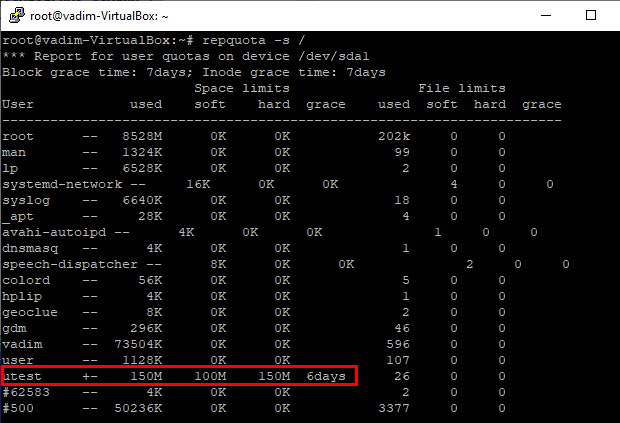 root@vadim-VirtualBox: ~
root@vadim-VirtualBox:~# repquota -s /
*** Report for user quotas on device /dev/sda1
Block grace time: 7days; Inode grace time: 7days
                        Space limits                File limits
User            used    soft    hard  grace    used  soft  hard  grace
----------------------------------------------------------------------
root      --   8528M      0K      0K           202k     0     0
man       --   1324K      0K      0K             99     0     0
lp        --   6528K      0K      0K              2     0     0
systemd-network --     16K      0K      0K              4     0     0
syslog    --   6640K      0K      0K             18     0     0
_apt      --     28K      0K      0K              4     0     0
avahi-autoipd --      4K      0K      0K              1     0     0
dnsmasq   --      4K      0K      0K              1     0     0
speech-dispatcher --      8K      0K      0K              2     0     0
colord    --     56K      0K      0K              5     0     0
hplip     --      4K      0K      0K              1     0     0
geoclue   --      8K      0K      0K              2     0     0
gdm       --    296K      0K      0K             46     0     0
vadim     --  73504K      0K      0K            596     0     0
user      --   1128K      0K      0K            107     0     0
utest     +-    150M    100M    150M  6days      26     0     0
#62583    --      4K      0K      0K              2     0     0
#500      --  50236K      0K      0K           3377     0     0